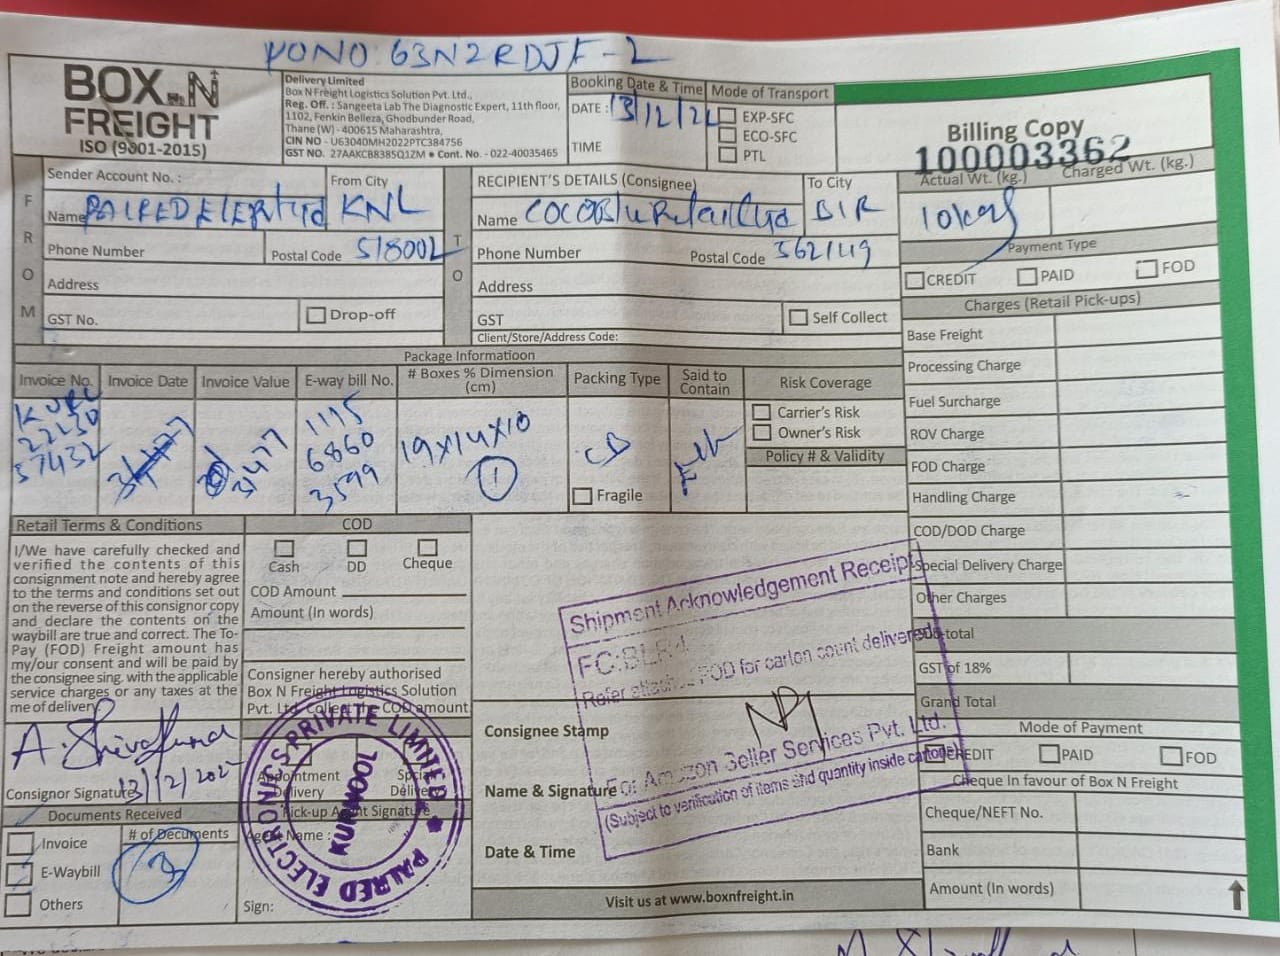 PONO: 63N2RDJF-2
BOX N FREIGHT
ISO (9001-2015)
Delivery Limited
Box N Freight Logistics Solution Pvt. Ltd.,
Reg. Off. : Sangeeta Lab The Diagnostic Expert, 11th floor,
1102, Fenkin Belleza, Ghodbunder Road,
Thane (W) - 400615 Maharashtra,
CIN NO - U63040MH2022PTC384756
GST NO. 27AAKCB8385Q1ZM • Cont. No. - 022-40035465
Booking Date & Time
DATE : 13/12/22
TIME
Mode of Transport
EXP-SFC
ECO-SFC
PTL
Billing Copy
100003362
FROM
Sender Account No. :
From City
Name PALRED KNL
Phone Number
Postal Code 518002
Address
GST No.
Drop-off
TO
RECIPIENT'S DETAILS (Consignee)
To City
Name COCOBlu Retail Ltd BLR
Phone Number
Postal Code 562149
Address
GST
Self Collect
Client/Store/Address Code:
Actual Wt. (kg.)
Charged Wt. (kg.)
10kgs
Payment Type
CREDIT
PAID
FOD
Charges (Retail Pick-ups)
Base Freight
Processing Charge
Fuel Surcharge
ROV Charge
FOD Charge
Handling Charge
COD/DOD Charge
Special Delivery Charge
Other Charges
GST of 18%
Grand Total
Package Informatioon
Invoice No.
Invoice Date
Invoice Value
E-way bill No.
# Boxes % Dimension (cm)
Packing Type
Said to Contain
Risk Coverage
22130
57432
31477
1115
6860
3599
19x14x10
1
CB
Fragile
Carrier's Risk
Owner's Risk
Policy # & Validity
Retail Terms & Conditions
I/We have carefully checked and
verified the contents of this
consignment note and hereby agree
to the terms and conditions set out
on the reverse of this consignor copy
and declare the contents on the
waybill are true and correct. The To-
Pay (FOD) Freight amount has
my/our consent and will be paid by
the consignee sing. with the applicable
service charges or any taxes at the
me of delivery
COD
Cash
DD
Cheque
COD Amount
Amount (In words)
Consigner hereby authorised
Box N Freight Logistics Solution
Pvt. Ltd. Collect The COD amount
Appointment Delivery
Special Delivery
Pick-up Agent Signature
Agent Name :
Sign:
PALRED ELECTRONICS PRIVATE LIMITED
KURNOOL
13/12/2025
Consignor Signature
Documents Received
Invoice
E-Waybill
Others
# of Documents
3
Shipment Acknowledgement Receipt
FC:BLR4
Refer attached POD for carton count delivered
For Amazon Seller Services Pvt. Ltd.
(Subject to verification of items and quantity inside cartons)
Consignee Stamp
Name & Signature
Date & Time
Visit us at www.boxnfreight.in
Mode of Payment
CREDIT
PAID
FOD
Cheque In favour of Box N Freight
Cheque/NEFT No.
Bank
Amount (In words)